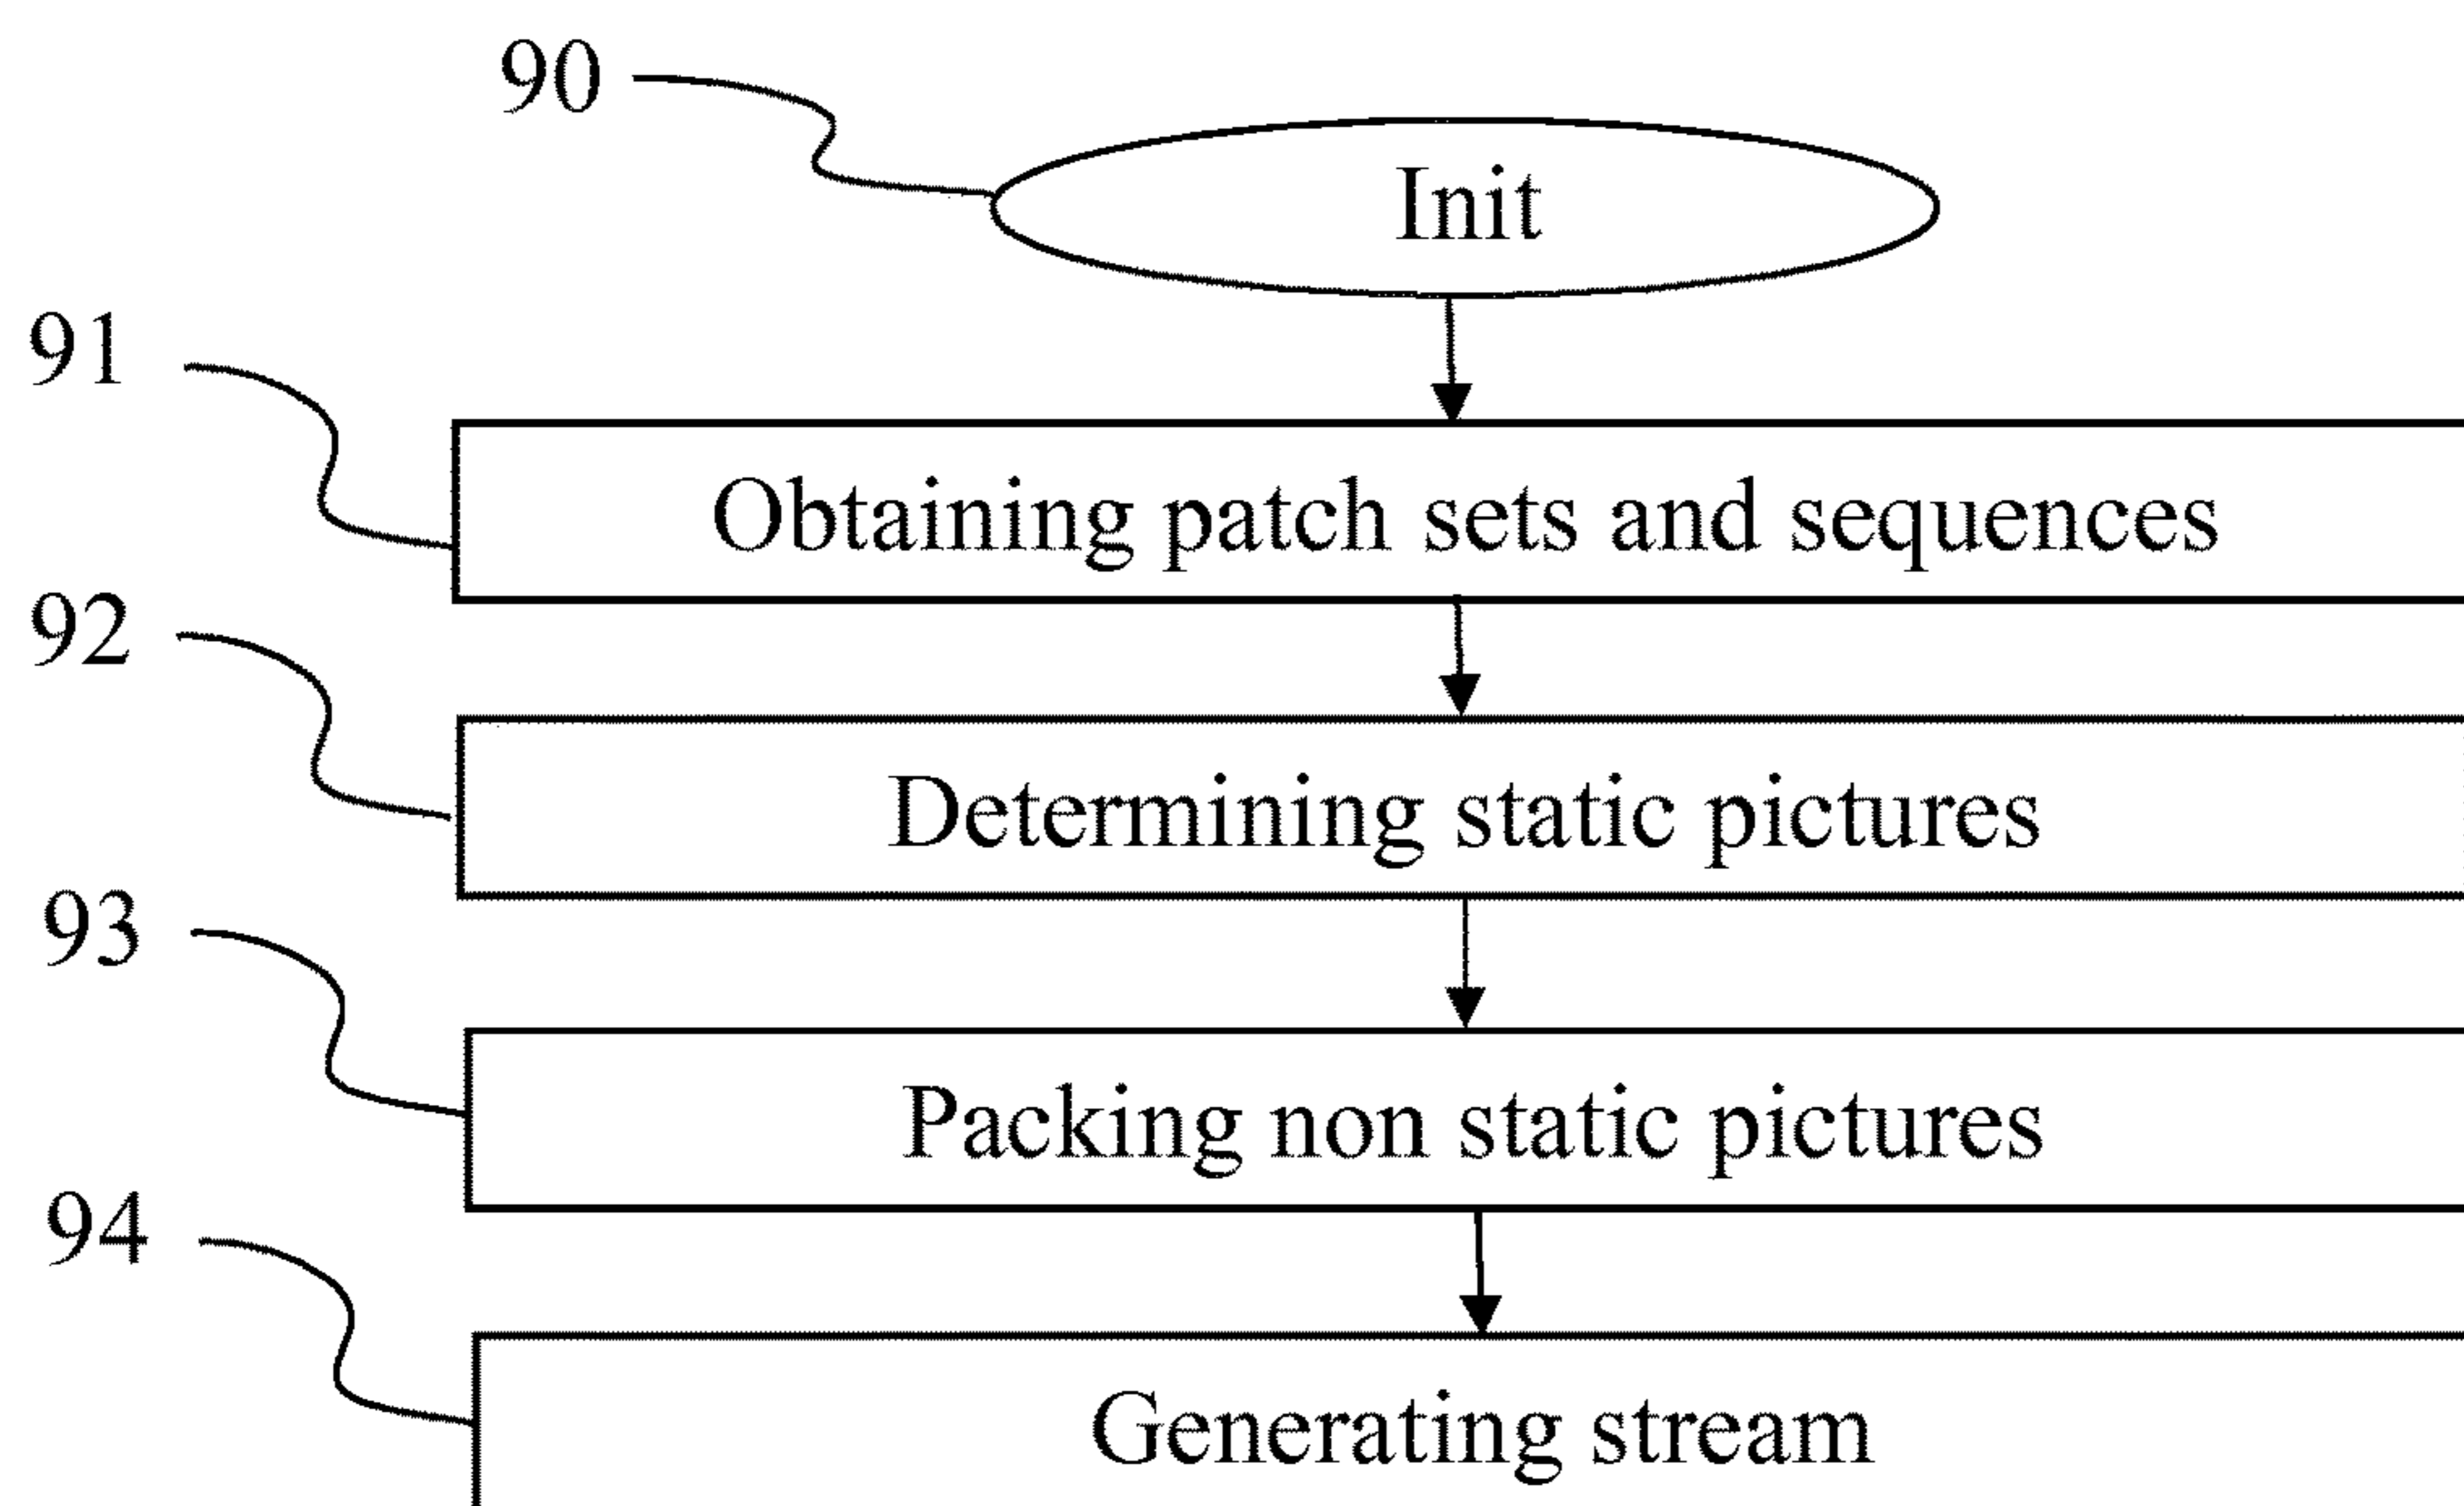 90
Init
91
Obtaining patch sets and sequences
92
Determining static pictures
93
Packing non static pictures
94
Generating stream